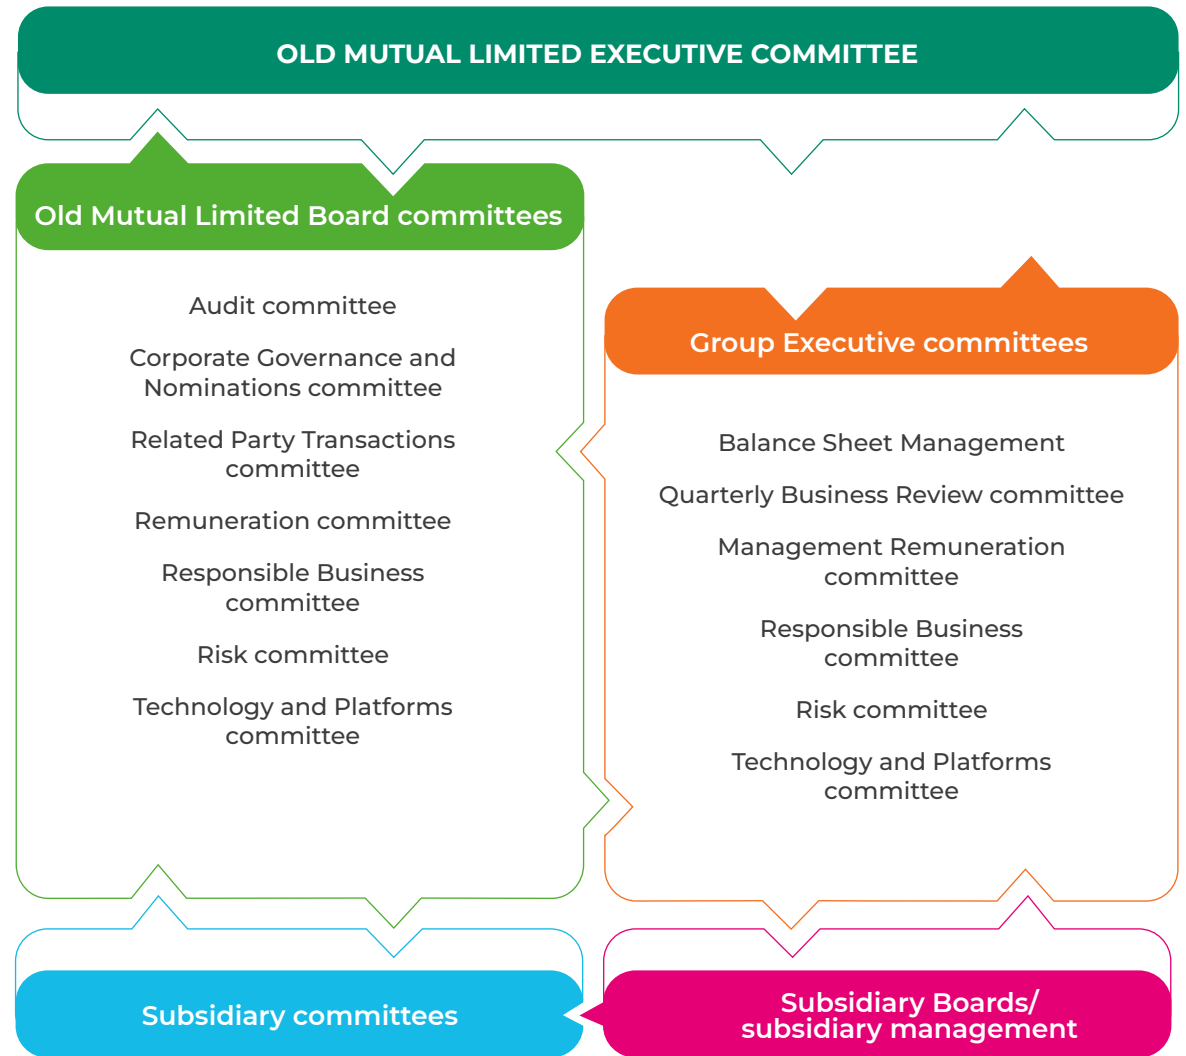 OLD MUTUAL LIMITED EXECUTIVE COMMITTEE
Old Mutual Limited Board committees
Audit committee
Corporate Governance and
Nominations committee
Related Party Transactions
committee
Remuneration committee
Responsible Business
committee
Risk committee
Technology and Platforms
committee
Group Executive committees
Balance Sheet Management
Quarterly Business Review committee
Management Remuneration
committee
Responsible Business
committee
Risk committee
Technology and Platforms
committee
Subsidiary committees
Subsidiary Boards/
subsidiary management